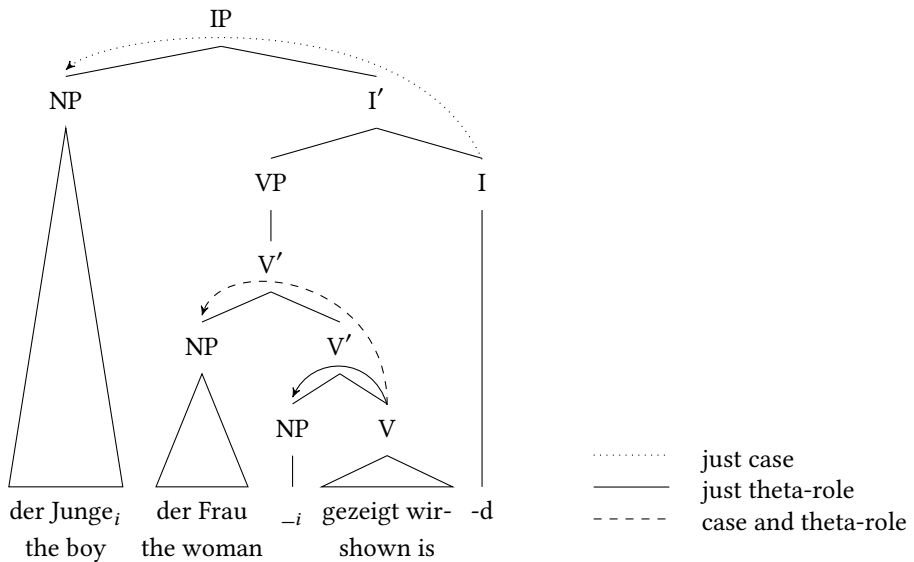 IP
NP
I′
VP
I
V′
NP
V′
NP
V
der Junge𝑖 der Frau _𝑖 gezeigt wir- -d
the boy the woman shown is
just case
just theta-role
case and theta-role